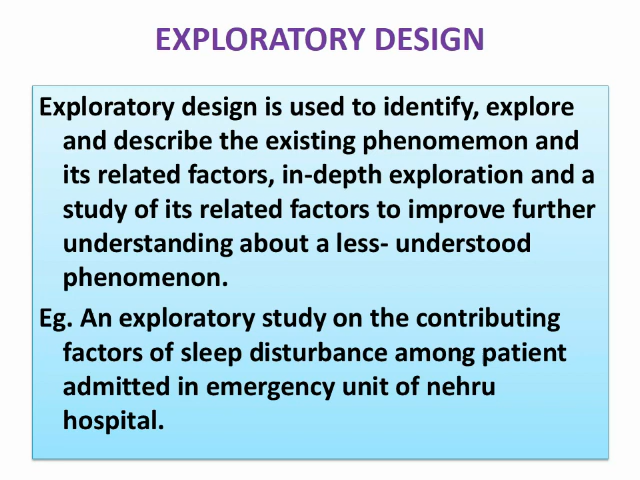 EXPLORATORY DESIGN
Exploratory design is used to identify, explore
and describe the existing phenomemon and
its related factors, in-depth exploration and a
study of its related factors to improve further
understanding about a less- understood
phenomenon.
Eg. An exploratory study on the contributing
factors of sleep disturbance among patient
admitted in emergency unit of nehru
hospital.